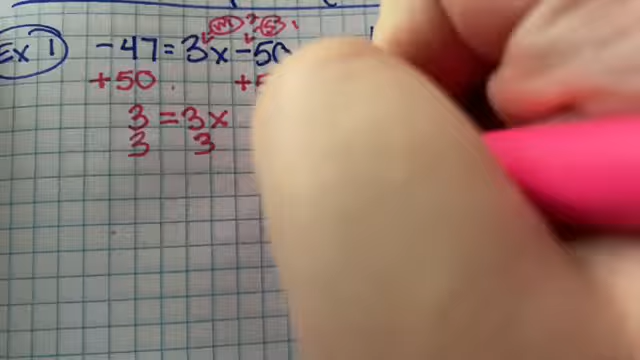 Ex 1 -47 = 3x - 50
+50 +5
3 = 3x
3 3